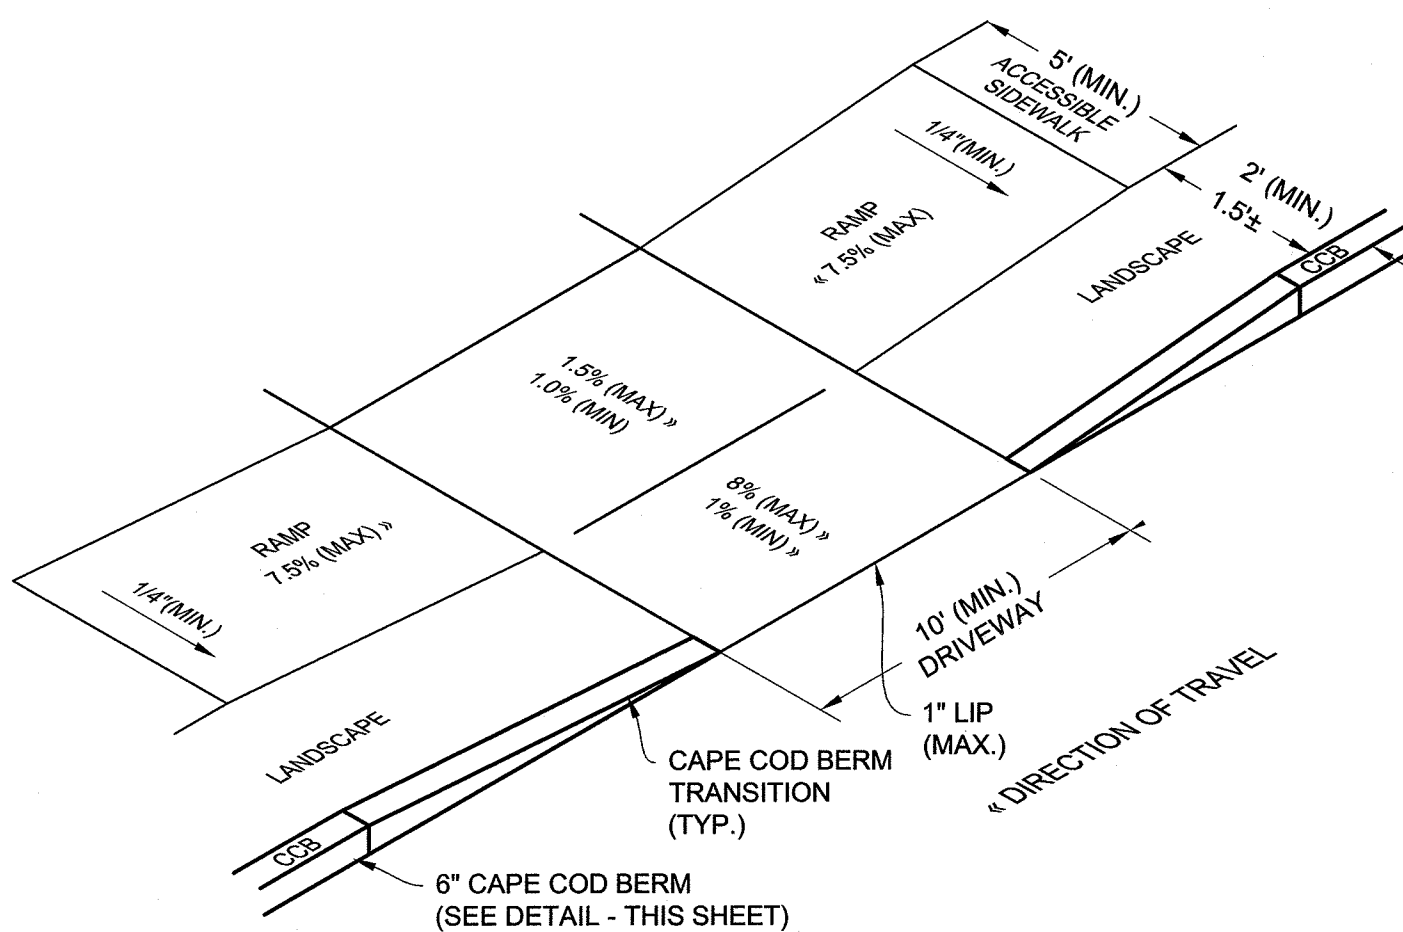 5' (MIN.)
ACCESSIBLE
SIDEWALK
1/4"(MIN.)
2' (MIN.)
1.5'±
RAMP
« 7.5% (MAX)
LANDSCAPE
CCB
1.5% (MAX) »
1.0% (MIN)
8% (MAX) »
1% (MIN) »
RAMP
7.5% (MAX) »
1/4"(MIN.)
10' (MIN.)
DRIVEWAY
« DIRECTION OF TRAVEL
1" LIP
(MAX.)
LANDSCAPE
CAPE COD BERM
TRANSITION
(TYP.)
CCB
6" CAPE COD BERM
(SEE DETAIL - THIS SHEET)